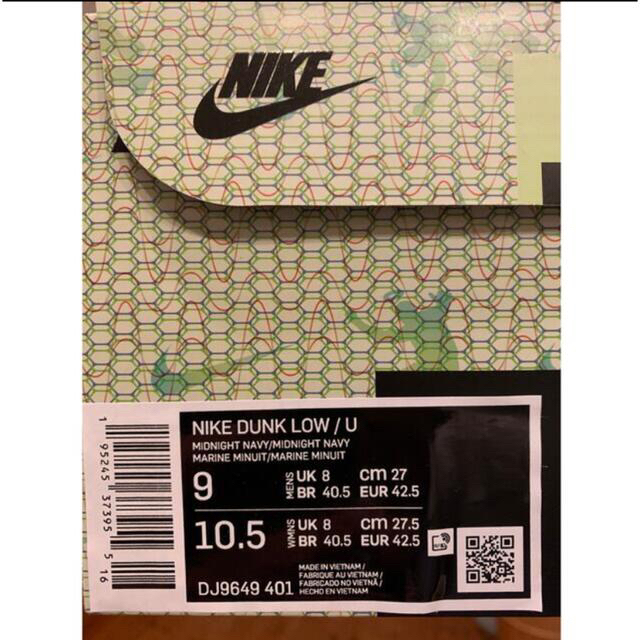 NIKE
NIKE DUNK LOW / U
MIDNIGHT NAVY/MIDNIGHT NAVY
MARINE MINUIT/MARINE MINUIT
9 MENS UK 8 cm 27
BR 40.5 EUR 42.5
10.5 WMNS UK 8 cm 27.5
BR 40.5 EUR 42.5
DJ9649 401
MADE IN VIETNAM /
FABRIQUE AU VIETNAM /
FABRICADO NO VIETNÃ /
HECHO EN VIETNAM
1 95245 37395 5 16